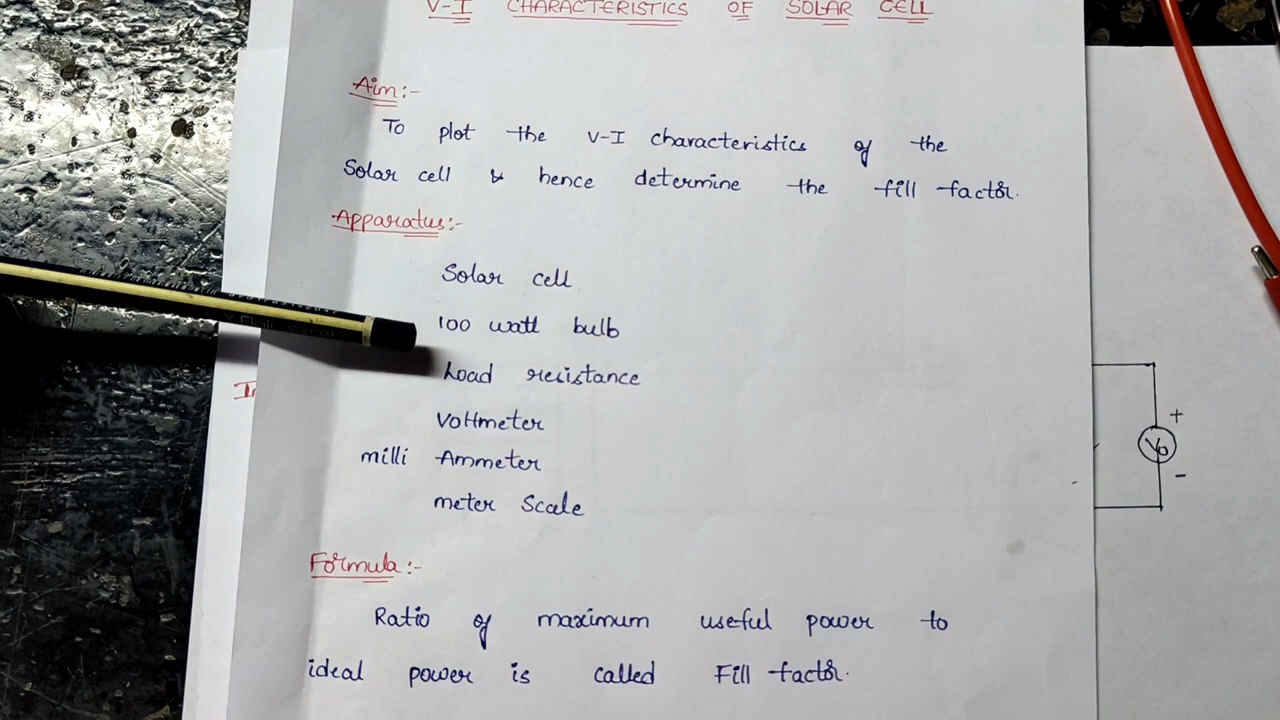 V-I CHARACTERISTICS OF SOLAR CELL
Aim:-
To plot the V-I characteristics of the
Solar cell & hence determine the fill factor.
Apparatus:-
Solar cell
100 watt bulb
Load resistance
Voltmeter
milli Ammeter
meter Scale
Formula:-
Ratio of maximum useful power to
ideal power is called Fill factor.
+
V₀
-